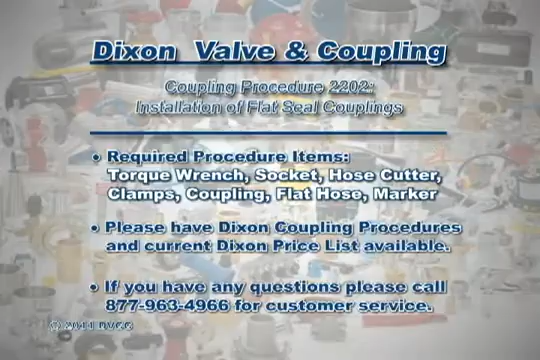 Dixon Valve & Coupling
Coupling Procedure 2202:
Installation of Flat Seal Couplings
• Required Procedure Items:
Torque Wrench, Socket, Hose Cutter,
Clamps, Coupling, Flat Hose, Marker
• Please have Dixon Coupling Procedures
and current Dixon Price List available.
• If you have any questions please call
877-963-4966 for customer service.
© 2011 DVCC